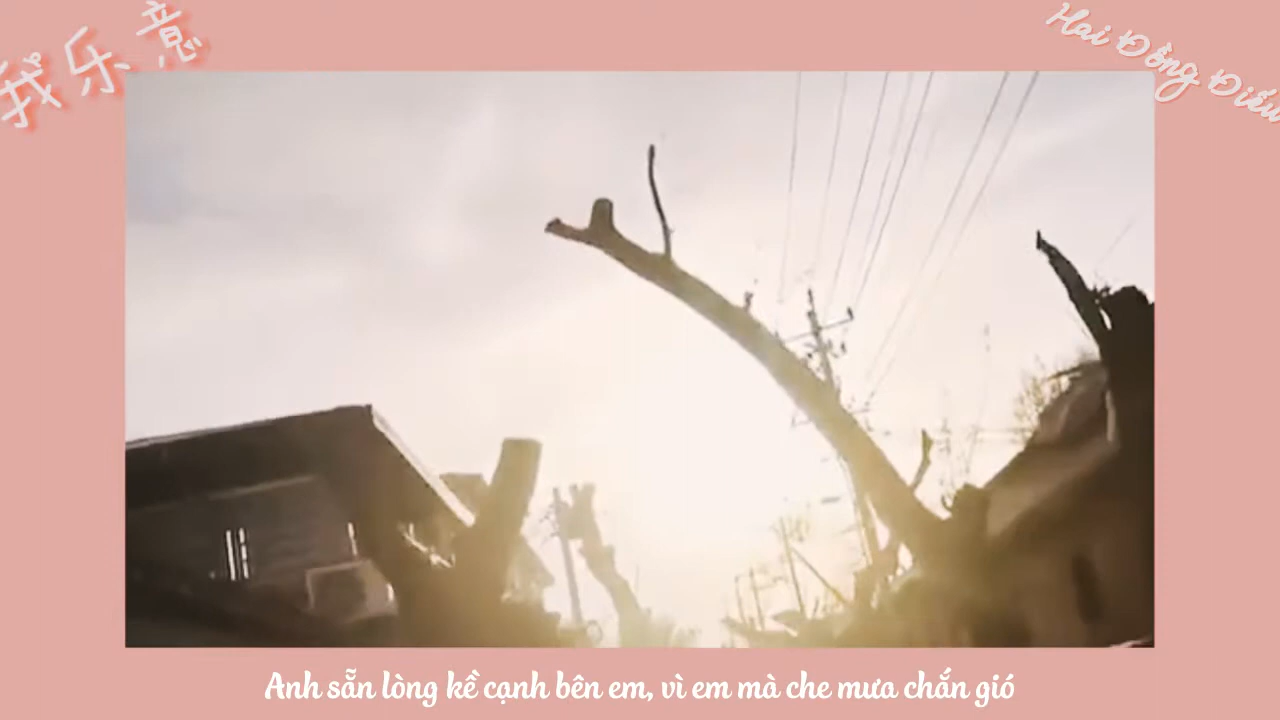 我乐意
Hai Đồng Điếu
Anh sẵn lòng kề cạnh bên em, vì em mà che mưa chắn gió